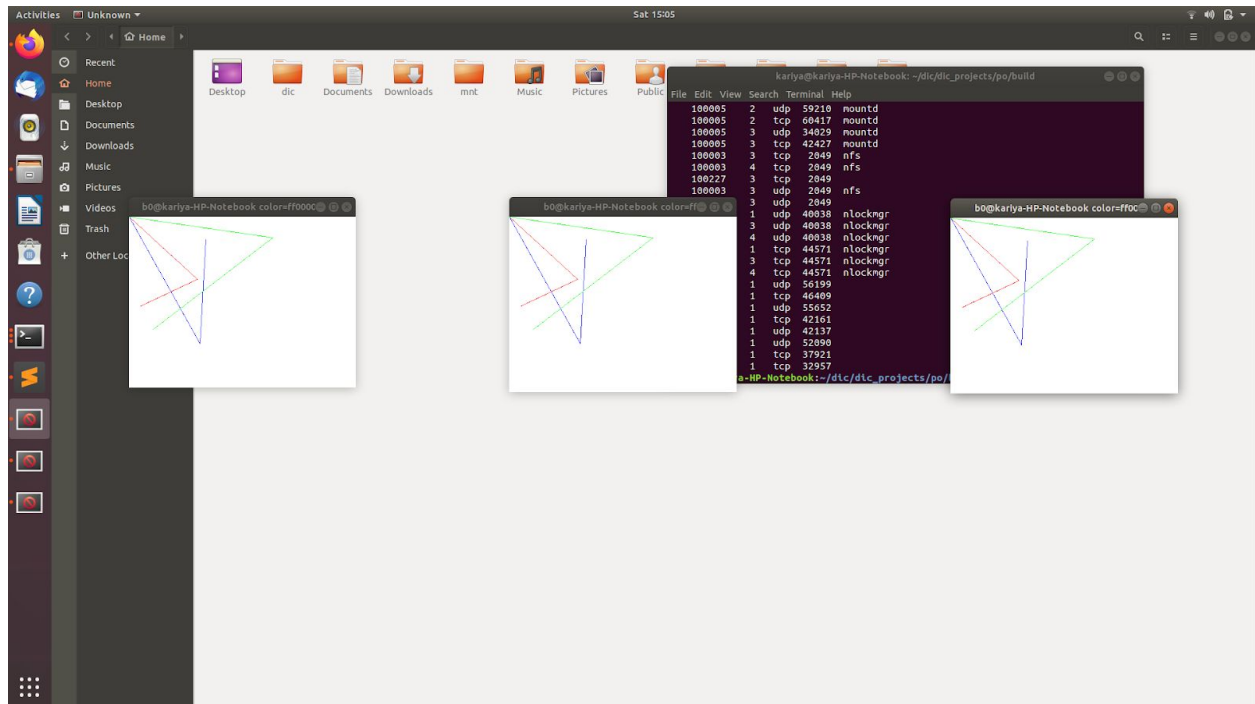 Activities Unknown Sat 15:05
Home
Recent
Home
Desktop
Documents
Downloads
Music
Pictures
Videos
Trash
Other Loc
Desktop dic Documents Downloads mnt Music Pictures Public
kariya@kariya-HP-Notebook: ~/dic/dic_projects/po/build
File Edit View Search Terminal Help
100005 2 udp 59210 mountd
100005 2 tcp 60417 mountd
100005 3 udp 34029 mountd
100005 3 tcp 42427 mountd
100003 3 tcp 2049 nfs
100003 4 tcp 2049 nfs
100227 3 tcp 2049
100003 3 udp 2049 nfs
3 udp 2049
1 udp 40038 nlockmgr
3 udp 40038 nlockmgr
4 udp 40038 nlockmgr
1 tcp 44571 nlockmgr
3 tcp 44571 nlockmgr
4 tcp 44571 nlockmgr
1 udp 56199
1 tcp 46409
1 udp 55652
1 tcp 42161
1 udp 42137
1 udp 52090
1 tcp 37921
1 tcp 32957
a-HP-Notebook:~/dic/dic_projects/po/
b0@kariya-HP-Notebook color=ff000
b0@kariya-HP-Notebook color=ff
b0@kariya-HP-Notebook color=ff00